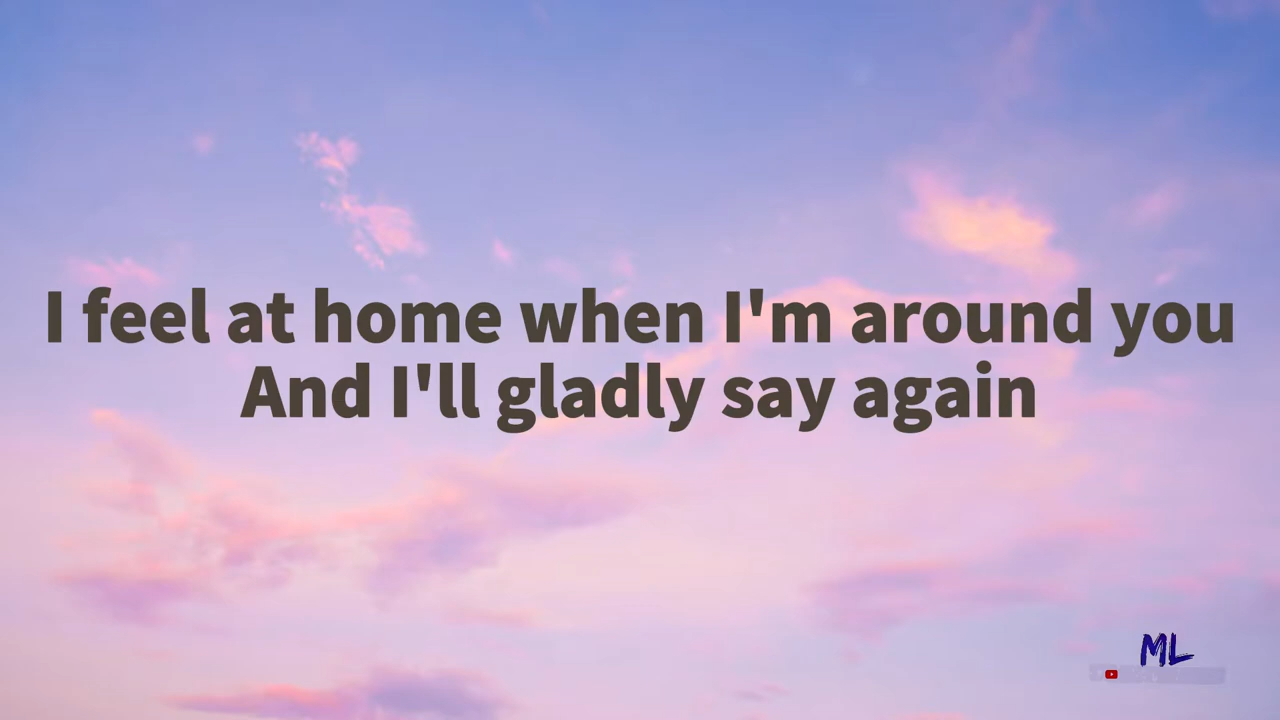 I feel at home when I'm around you
And I'll gladly say again
ML